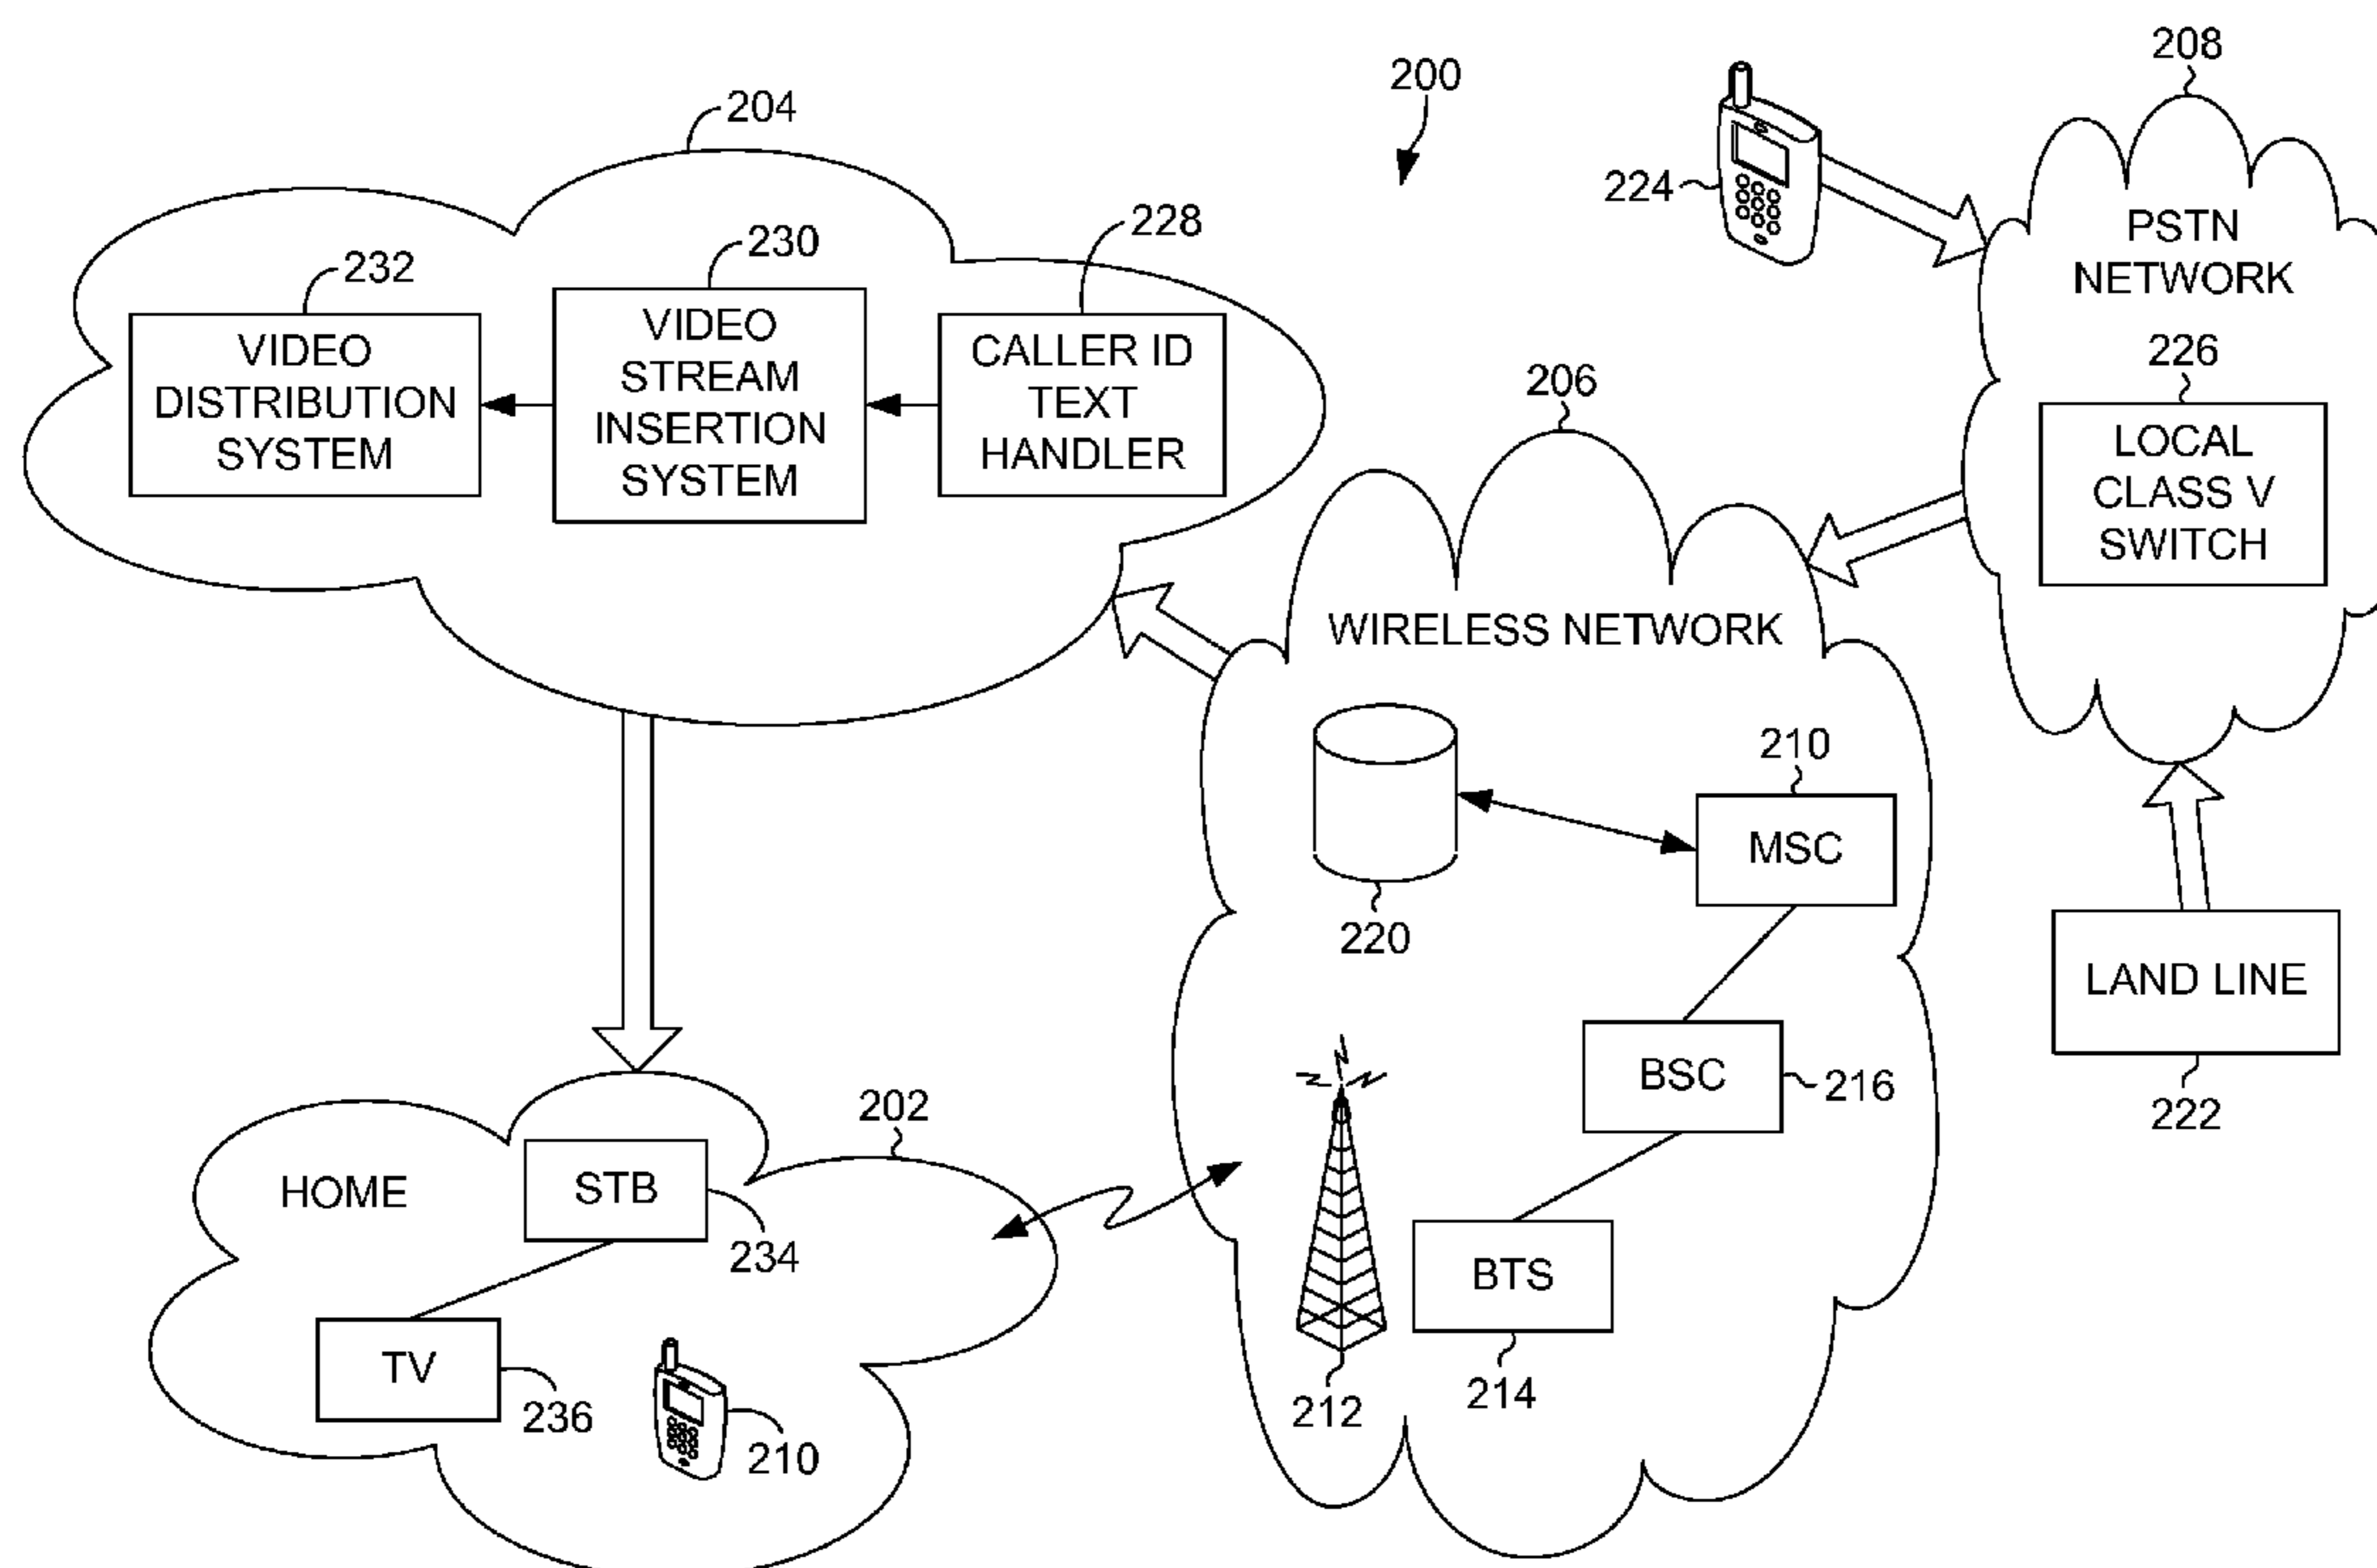 200
208
204
224
PSTN
NETWORK
232
230
228
VIDEO
DISTRIBUTION
SYSTEM
VIDEO
STREAM
INSERTION
SYSTEM
CALLER ID
TEXT
HANDLER
206
226
LOCAL
CLASS V
SWITCH
WIRELESS NETWORK
210
MSC
220
LAND LINE
222
BSC
216
202
HOME
STB
234
BTS
214
212
TV
236
210